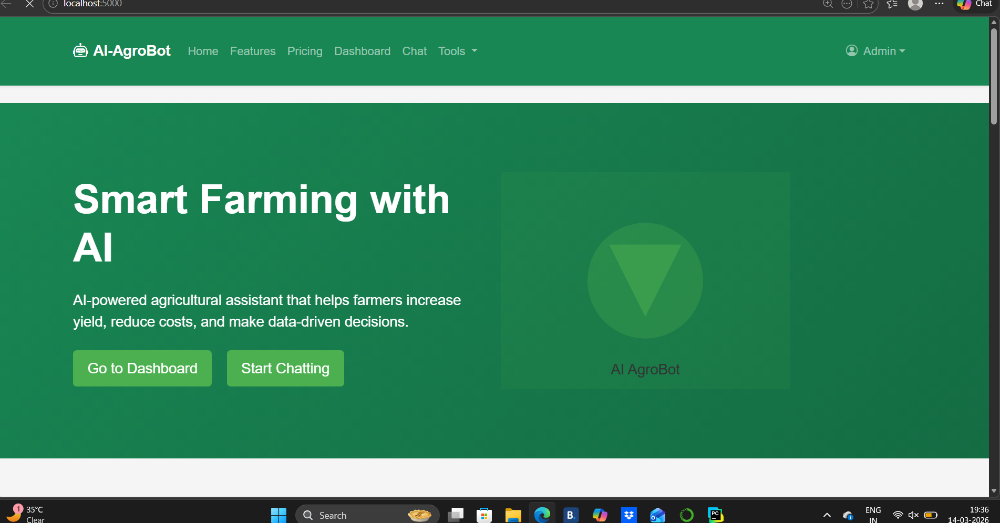 localhost:5000
Chat
AI-AgroBot Home Features Pricing Dashboard Chat Tools Admin
Smart Farming with
AI
AI-powered agricultural assistant that helps farmers increase
yield, reduce costs, and make data-driven decisions.
Go to Dashboard Start Chatting
AI AgroBot
1
35°C
Clear
Search
B.
O
PC
ENG
IN
19:36
14-03-2026